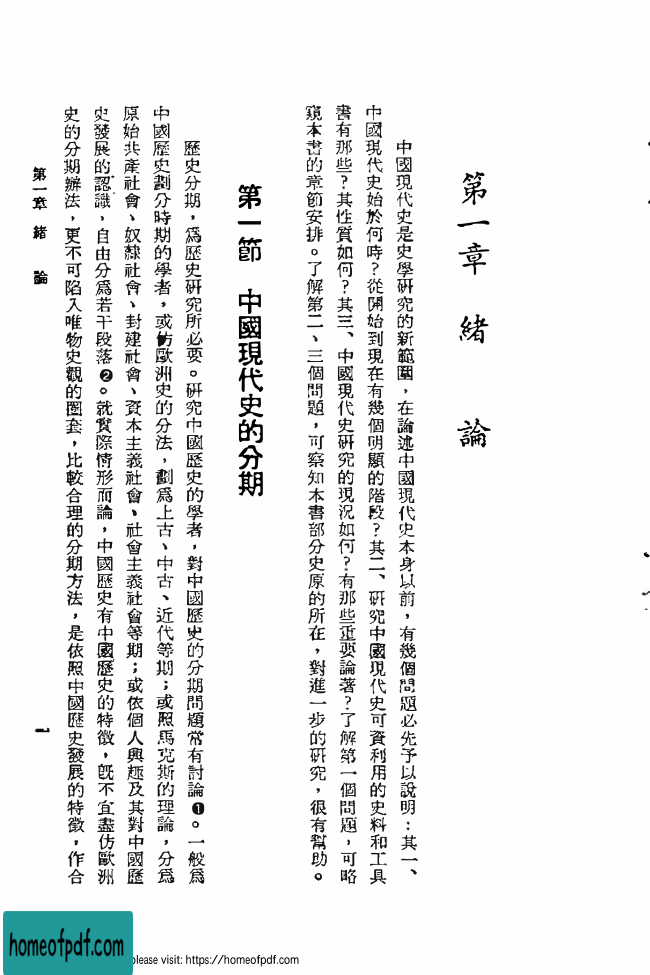 第一章　緒　論
中國現代史是史學研究的新範圍，在論述中國現代史本身以前，有幾個問題必先予以說明：其一、
中國現代史始於何時？從開始到現在有幾個明顯的階段？其二、研究中國現代史可資利用的史料和工具
書有那些？其性質如何？其三、中國現代史研究的現況如何？有那些重要論著？了解第一個問題，可略
窺本書的章節安排。了解第二、三個問題，可察知本書部分史原的所在，對進一步的研究，很有幫助。
第一節　中國現代史的分期
歷史分期，爲歷史研究所必要。研究中國歷史的學者，對中國歷史的分期問題常有討論❶。一般爲
中國歷史劃分時期的學者，或仿歐洲史的分法，劃爲上古、中古、近代等期；或照馬克斯的理論，分爲
原始共產社會、奴隸社會、封建社會、資本主義社會、社會主義社會等期；或依個人興趣及其對中國歷
史發展的認識，自由分爲若干段落❷。就實際情形而論，中國歷史有中國歷史的特徵，旣不宜盡仿歐洲
史的分期辦法，更不可陷入唯物史觀的圈套，比較合理的分期方法，是依照中國歷史發展的特徵，作合
第一章　緒　論
一
homeofpdf.com
please visit: https://homeofpdf.com